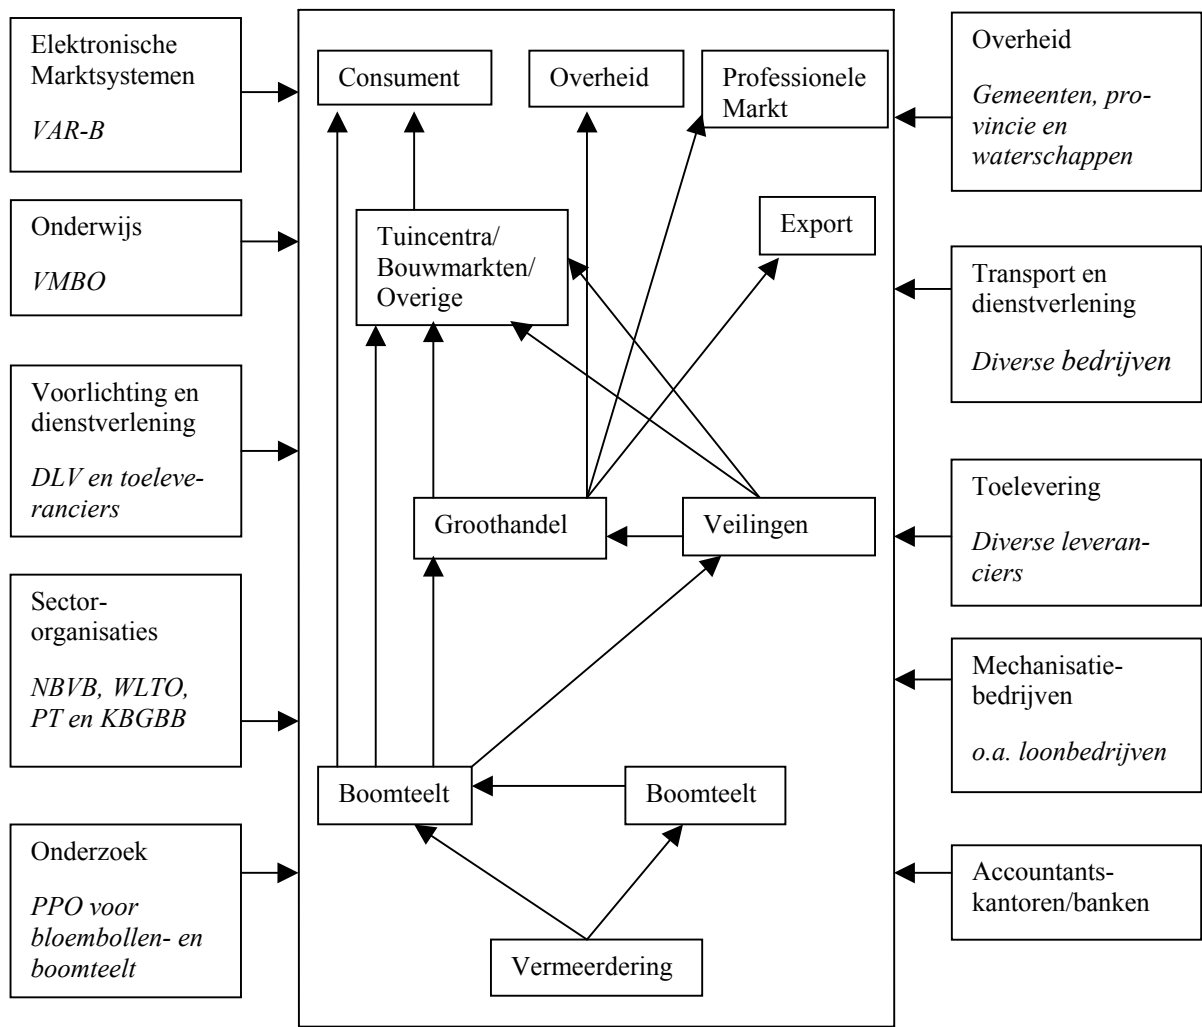 Elektronische
Marktsystemen
VAR-B
Onderwijs
VMBO
Voorlichting en
dienstverlening
DLV en toeleve-
ranciers
Sector-
organisaties
NBVB, WLTO,
PT en KBGBB
Onderzoek
PPO voor
bloembollen- en
boomteelt
Consument
Overheid
Professionele
Markt
Tuincentra/
Bouwmarkten/
Overige
Export
Groothandel
Veilingen
Boomteelt
Boomteelt
Vermeerdering
Overheid
Gemeenten, pro-
vincie en
waterschappen
Transport en
dienstverlening
Diverse bedrijven
Toelevering
Diverse leveran-
ciers
Mechanisatie-
bedrijven
o.a. loonbedrijven
Accountants-
kantoren/banken